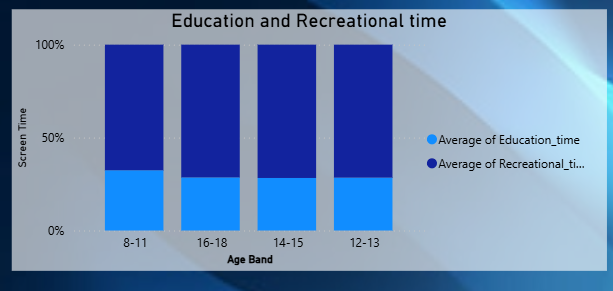 Education and Recreational time
100%
50%
0%
Screen Time
8-11
16-18
14-15
12-13
Age Band
Average of Education_time
Average of Recreational_ti...